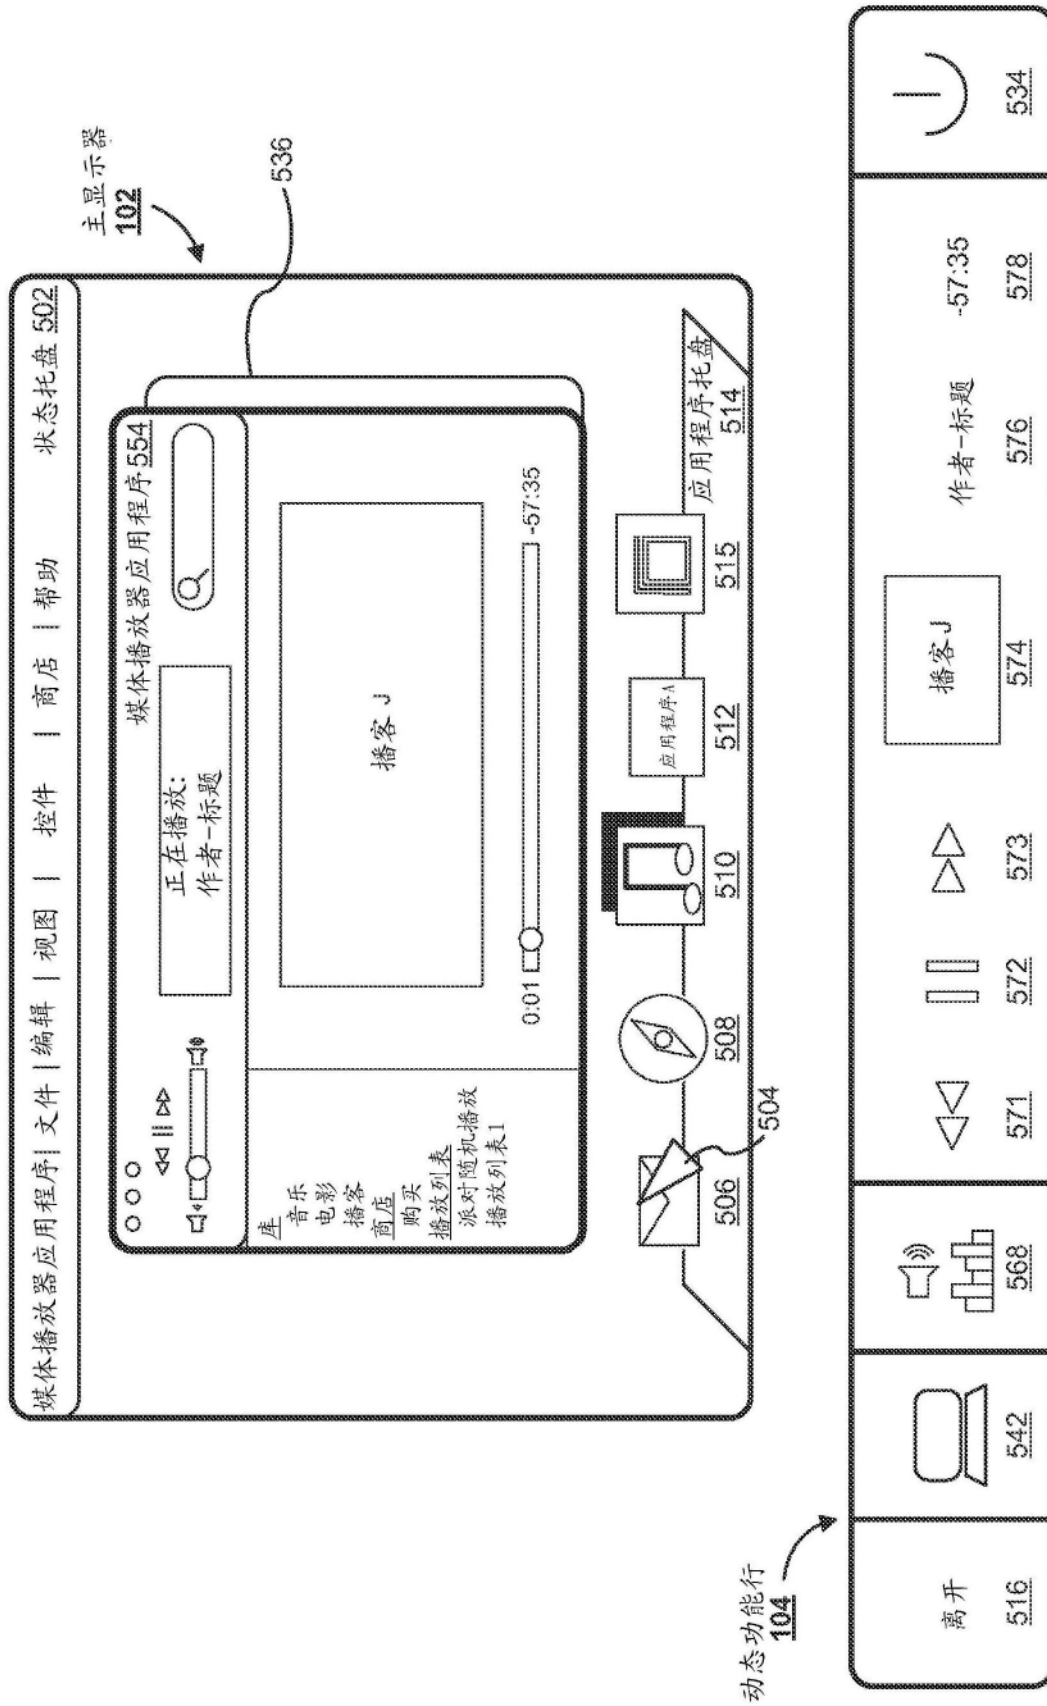 主显示器
102
536
媒体播放器应用程序 | 文件 | 编辑 | 视图 | 控件 | 商店 | 帮助 状态托盘 502
媒体播放器应用程序 554
正在播放:
作者-标题
库
音乐
电影
播客
商店
购买
播放列表
派对随机播放
播放列表1
播客 J
0:01 -57:35
应用程序A
应用程序托盘
514
506 508 510 512 515
504
动态功能行
104
离开
播客 J
作者-标题
-57:35
516 542 568 571 572 573 574 576 578 534